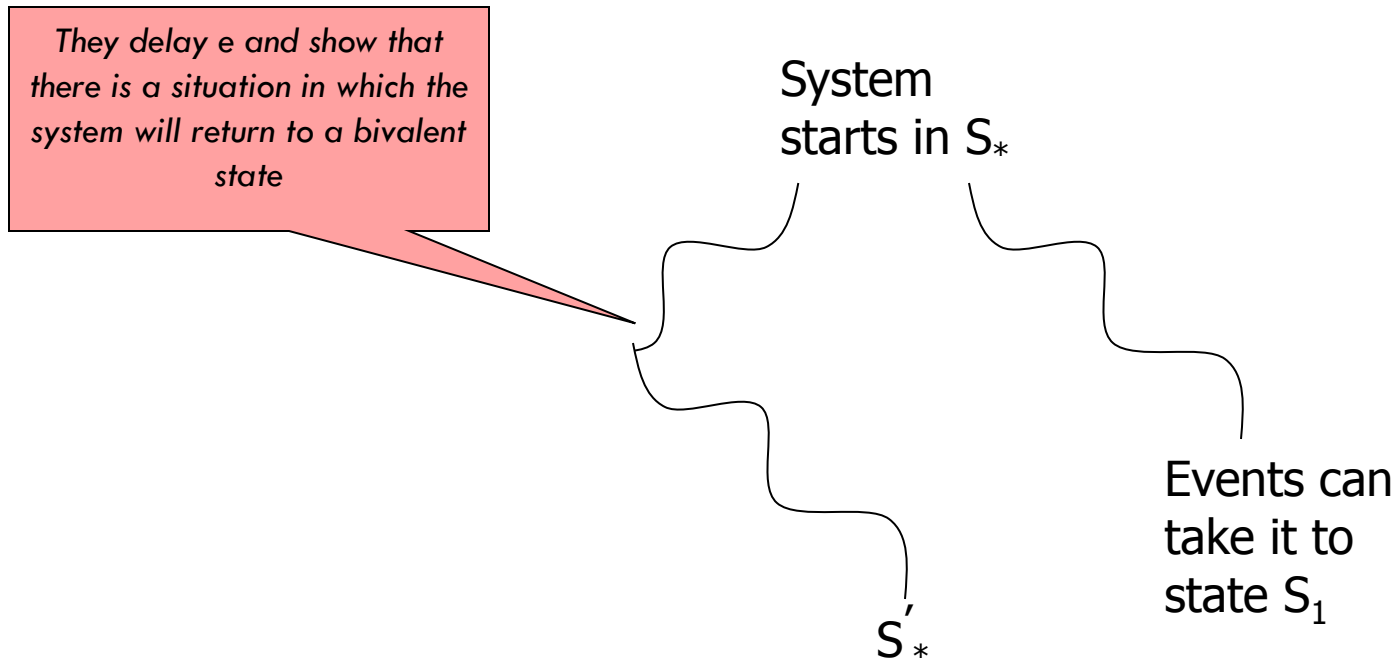 They delay e and show that
there is a situation in which the
system will return to a bivalent
state
System
starts in S*
Events can
take it to
state S₁
S'*